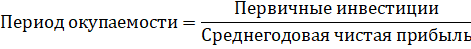 Период окупаемости = Первичные инвестиции / Среднегодовая чистая прибыль